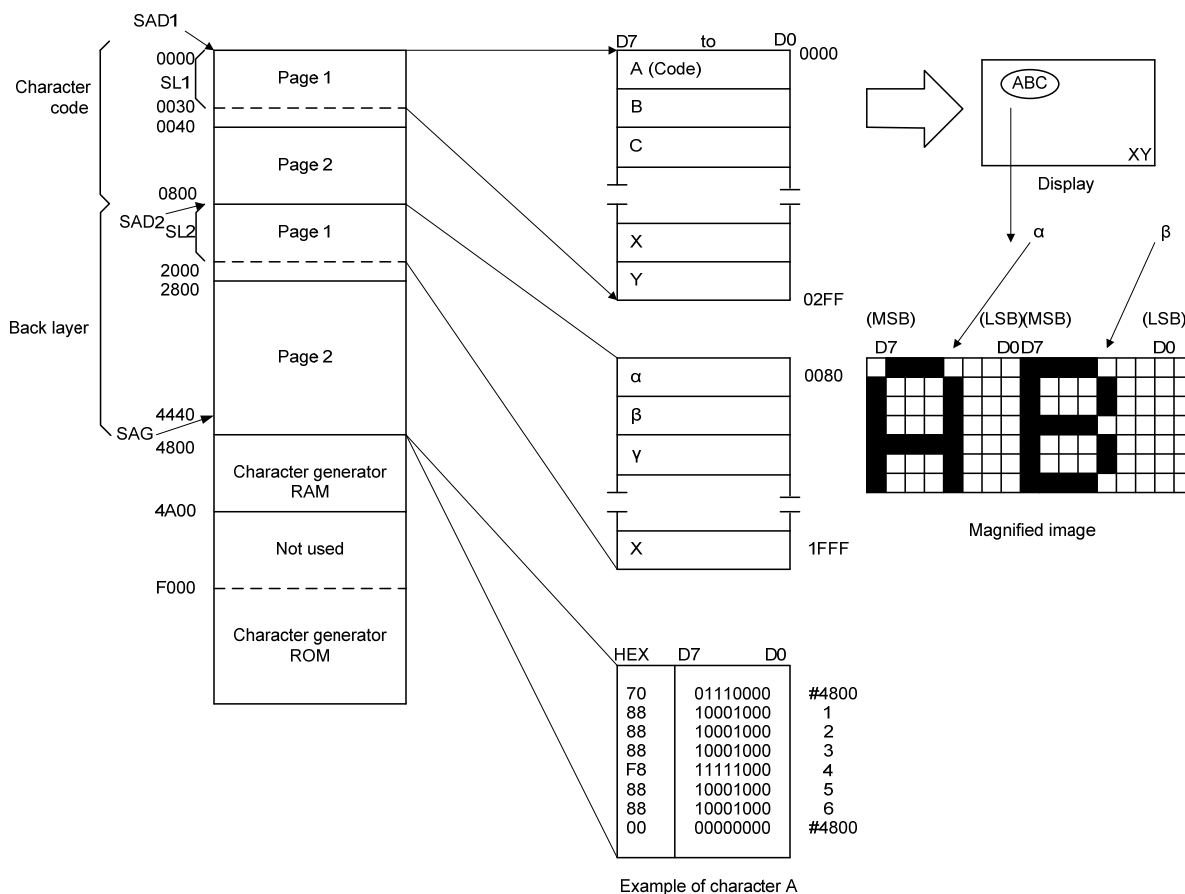 SAD1
Character
code
0000
SL1
0030
0040
Page 1
Page 2
0800
SAD2
SL2
Page 1
2000
2800
Back layer
Page 2
4440
SAG
4800
Character generator
RAM
4A00
Not used
F000
Character generator
ROM
D7 to D0
0000
A (Code)
B
C
X
Y
02FF
ABC
XY
Display
α
β
(MSB) (LSB)(MSB) (LSB)
D7 D0 D7 D0
Magnified image
α
0080
β
γ
X
1FFF
HEX D7 D0
70 01110000 #4800
88 10001000 1
88 10001000 2
88 10001000 3
F8 11111000 4
88 10001000 5
88 10001000 6
00 00000000 #4800
Example of character A